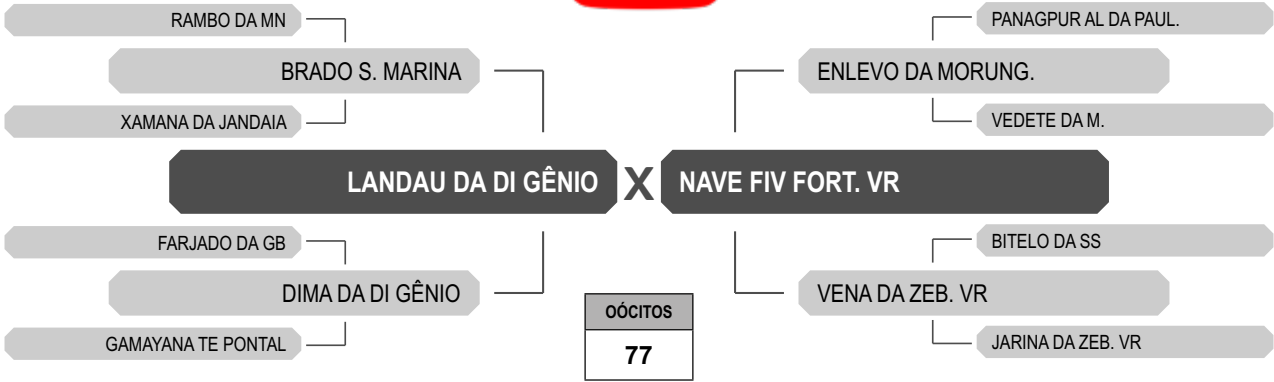 RAMBO DA MN
PANAGPUR AL DA PAUL.
BRADO S. MARINA
ENLEVO DA MORUNG.
XAMANA DA JANDAIA
VEDETE DA M.
LANDAU DA DI GÊNIO X NAVE FIV FORT. VR
FARJADO DA GB
BITELO DA SS
DIMA DA DI GÊNIO
VENA DA ZEB. VR
OÓCITOS
GAMAYANA TE PONTAL
JARINA DA ZEB. VR
77